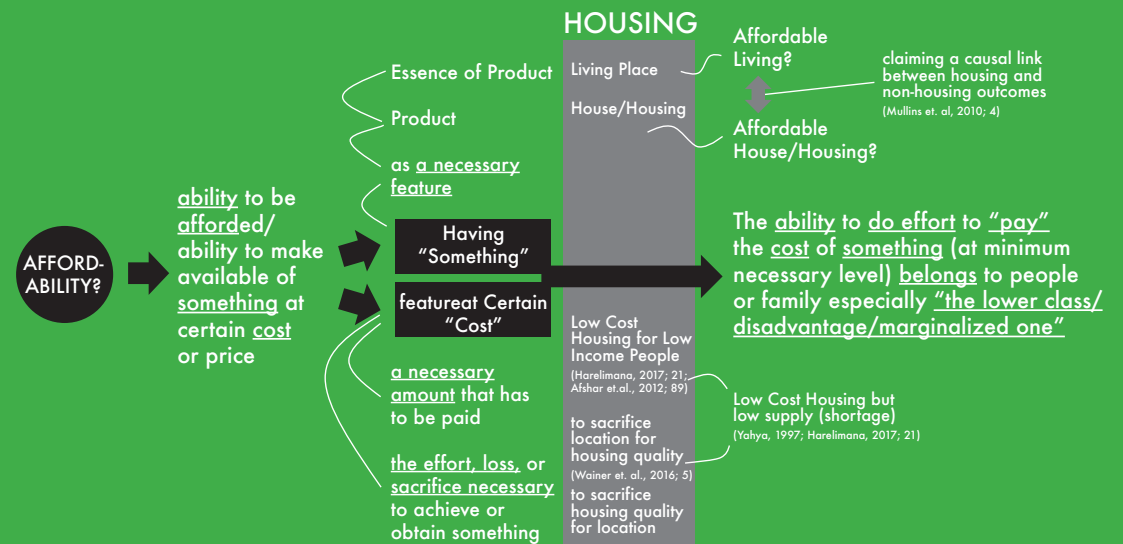 AFFORD-
ABILITY?
ability to be
afforded/
ability to make
available of
something at
certain cost
or price
Essence of Product
Product
as a necessary
feature
Having
“Something”
featureat Certain
“Cost”
a necessary
amount that has
to be paid
the effort, loss, or
sacrifice necessary
to achieve or
obtain something
HOUSING
Living Place
House/Housing
Low Cost
Housing for Low
Income People
(Harelimana, 2017; 21;
Afshar et.al., 2012; 89)
to sacrifice
location for
housing quality
(Wainer et. al., 2016; 5)
to sacrifice
housing quality
for location
Affordable
Living?
Affordable
House/Housing?
claiming a causal link
between housing and
non-housing outcomes
(Mullins et. al, 2010; 4)
The ability to do effort to “pay”
the cost of something (at minimum
necessary level) belongs to people
or family especially “the lower class/
disadvantage/marginalized one”
Low Cost Housing but
low supply (shortage)
(Yahya, 1997; Harelimana, 2017; 21)